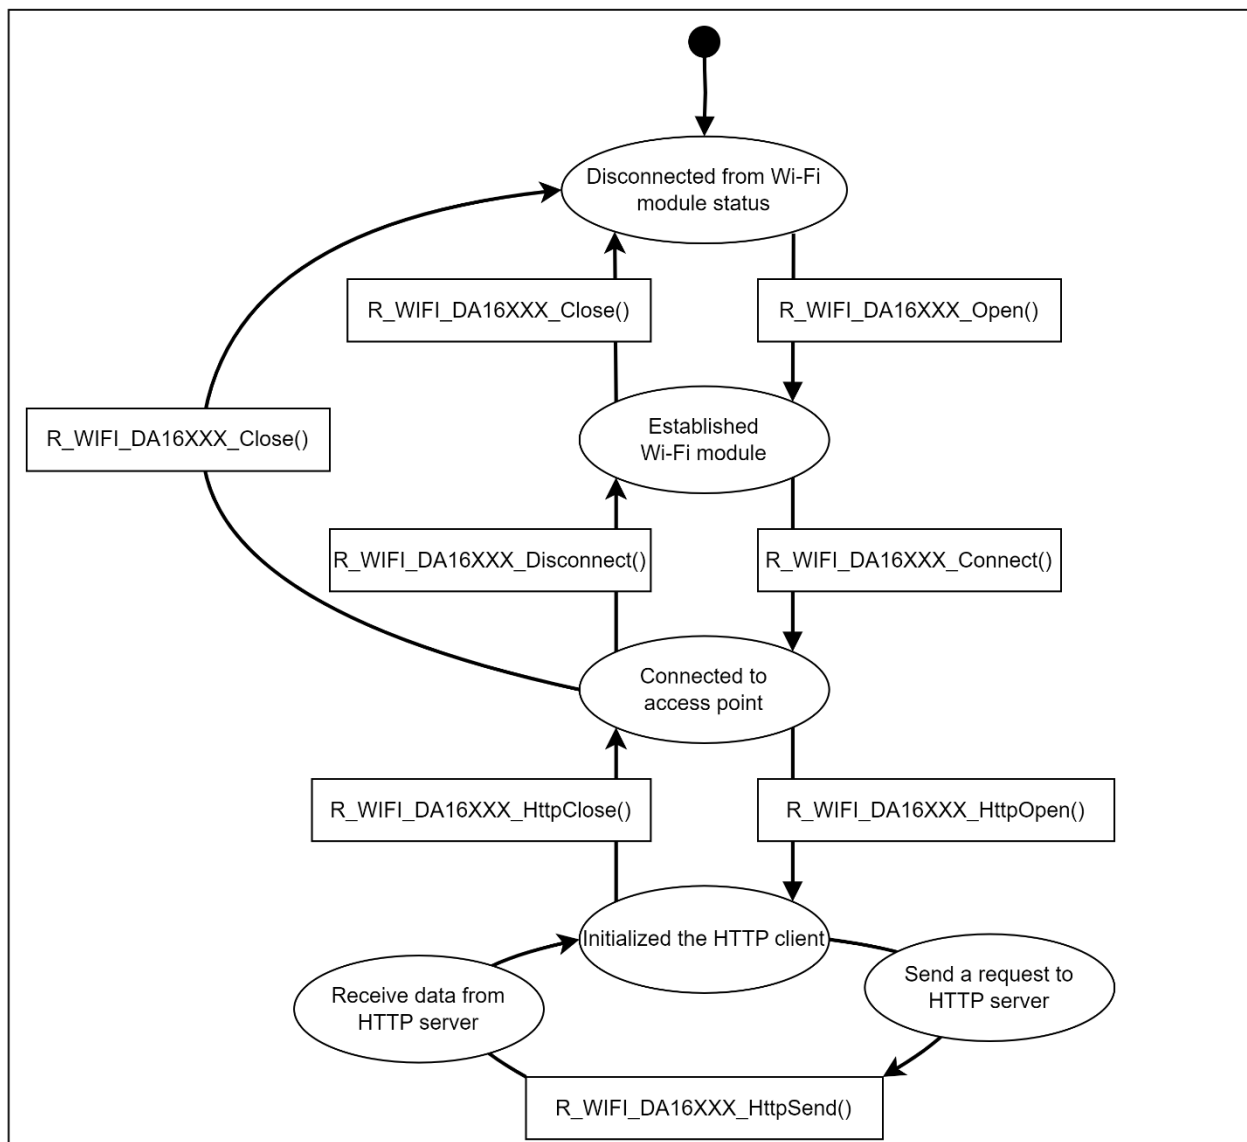 Disconnected from Wi-Fi
module status
R_WIFI_DA16XXX_Close()
R_WIFI_DA16XXX_Open()
R_WIFI_DA16XXX_Close()
Established
Wi-Fi module
R_WIFI_DA16XXX_Disconnect()
R_WIFI_DA16XXX_Connect()
Connected to
access point
R_WIFI_DA16XXX_HttpClose()
R_WIFI_DA16XXX_HttpOpen()
Initialized the HTTP client
Send a request to
HTTP server
Receive data from
HTTP server
R_WIFI_DA16XXX_HttpSend()